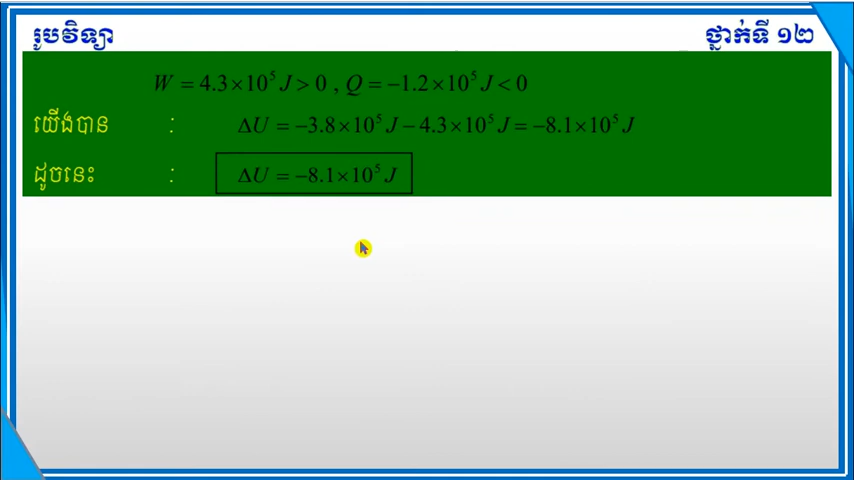 រូបវិទ្យា ថ្នាក់ទី ១២
W = 4.3×10⁵ J > 0 , Q = −1.2×10⁵ J < 0
យើងបាន : ΔU = −3.8×10⁵ J − 4.3×10⁵ J = −8.1×10⁵ J
ដូចនេះ : ΔU = −8.1×10⁵ J